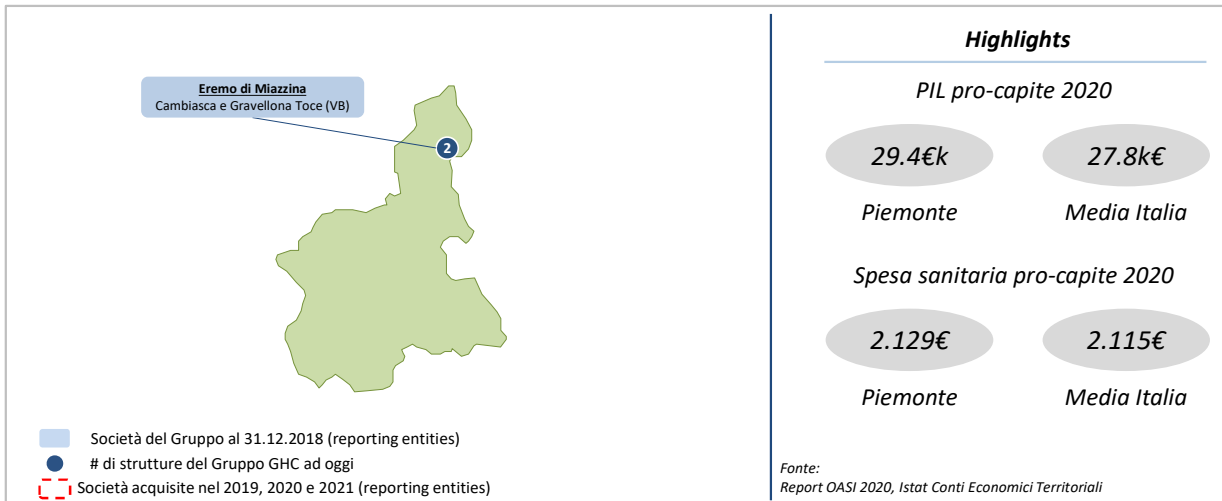 Eremo di Miazzina
Cambiasca e Gravellona Toce (VB)
2
Società del Gruppo al 31.12.2018 (reporting entities)
# di strutture del Gruppo GHC ad oggi
Società acquisite nel 2019, 2020 e 2021 (reporting entities)
Highlights
PIL pro-capite 2020
29.4€k 27.8k€
Piemonte Media Italia
Spesa sanitaria pro-capite 2020
2.129€ 2.115€
Piemonte Media Italia
Fonte:
Report OASI 2020, Istat Conti Economici Territoriali